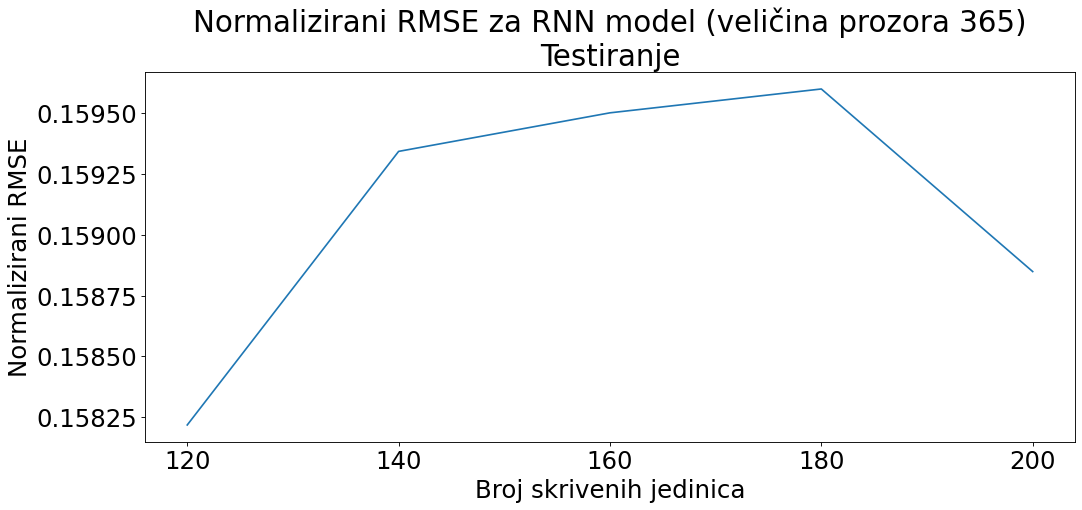 Normalizirani RMSE za RNN model (veličina prozora 365)
Testiranje
Normalizirani RMSE
0.15950
0.15925
0.15900
0.15875
0.15850
0.15825
120 140 160 180 200
Broj skrivenih jedinica